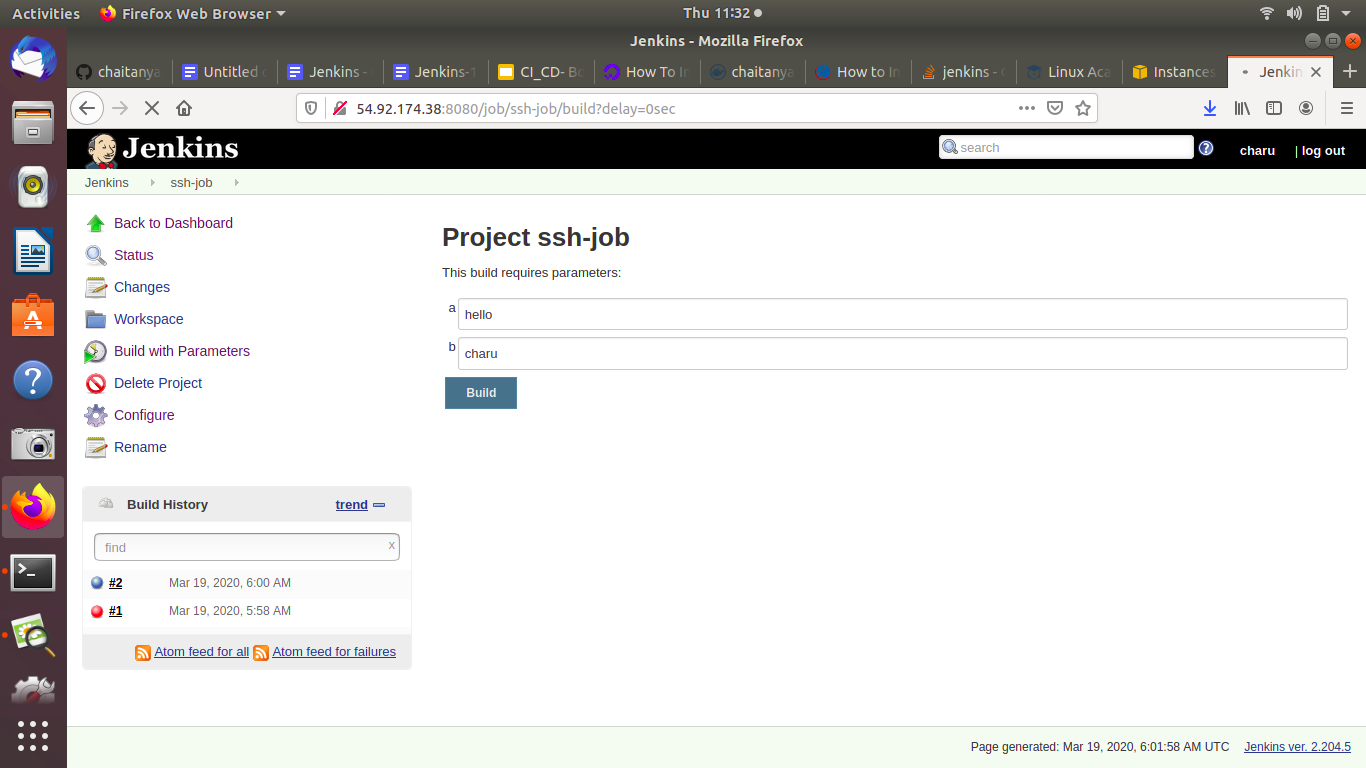 Activities Firefox Web Browser Thu 11:32
Jenkins - Mozilla Firefox
chaitanya Untitled Jenkins - Jenkins-1 CI_CD- Bo How To In chaitanya How to In jenkins - Linux Aca Instances Jenkin
54.92.174.38:8080/job/ssh-job/build?delay=0sec
Jenkins search charu | log out
Jenkins ssh-job
Back to Dashboard
Status
Changes
Workspace
Build with Parameters
Delete Project
Configure
Rename
Project ssh-job
This build requires parameters:
a hello
b charu
Build
Build History trend
find x
#2 Mar 19, 2020, 6:00 AM
#1 Mar 19, 2020, 5:58 AM
Atom feed for all Atom feed for failures
Page generated: Mar 19, 2020, 6:01:58 AM UTC Jenkins ver. 2.204.5